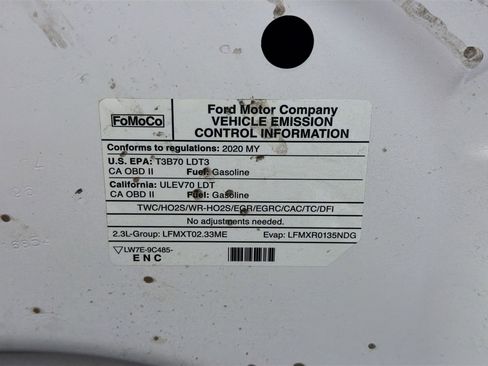 FoMoCo
Ford Motor Company
VEHICLE EMISSION
CONTROL INFORMATION
Conforms to regulations: 2020 MY
U.S. EPA: T3B70 LDT3
CA OBD II Fuel: Gasoline
California: ULEV70 LDT
CA OBD II Fuel: Gasoline
TWC/HO2S/WR-HO2S/EGR/EGRC/CAC/TC/DFI
No adjustments needed.
2.3L-Group: LFMXT02.33ME Evap: LFMXR0135NDG
LW7E-9C485-
ENC